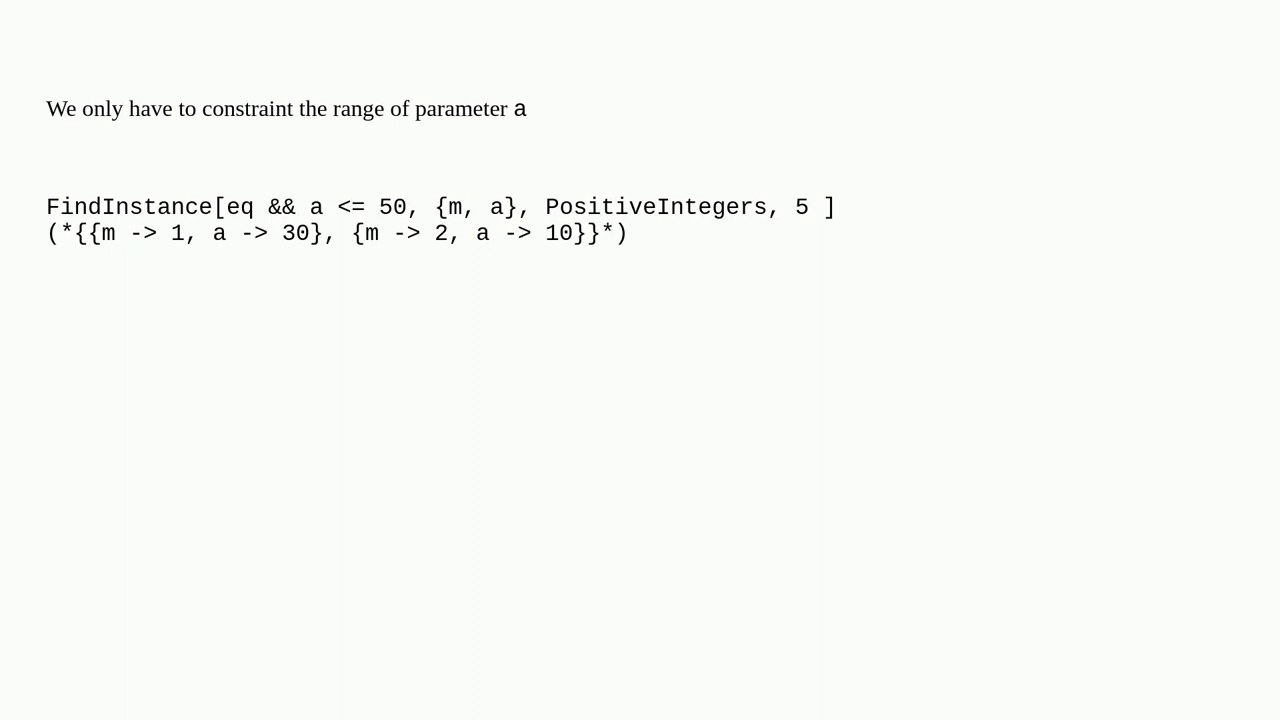 We only have to constraint the range of parameter a
FindInstance[eq && a <= 50, {m, a}, PositiveIntegers, 5 ]
(*{{m -> 1, a -> 30}, {m -> 2, a -> 10}}*)